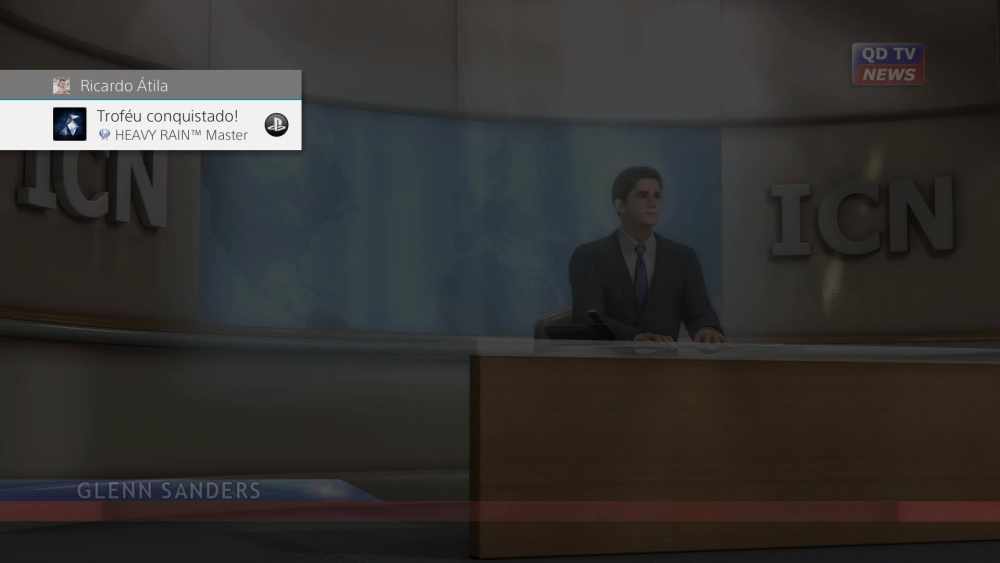 Ricardo Átila
Troféu conquistado!
HEAVY RAIN™ Master
QD TV
NEWS
ICN
ICN
GLENN SANDERS